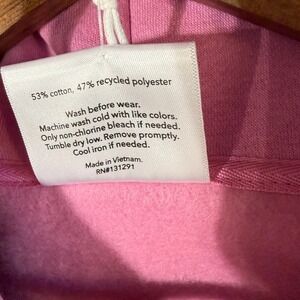 53% cotton, 47% recycled polyester
Wash before wear.
Machine wash cold with like colors.
Only non-chlorine bleach if needed.
Tumble dry low. Remove promptly.
Cool iron if needed.
Made in Vietnam.
RN#131291